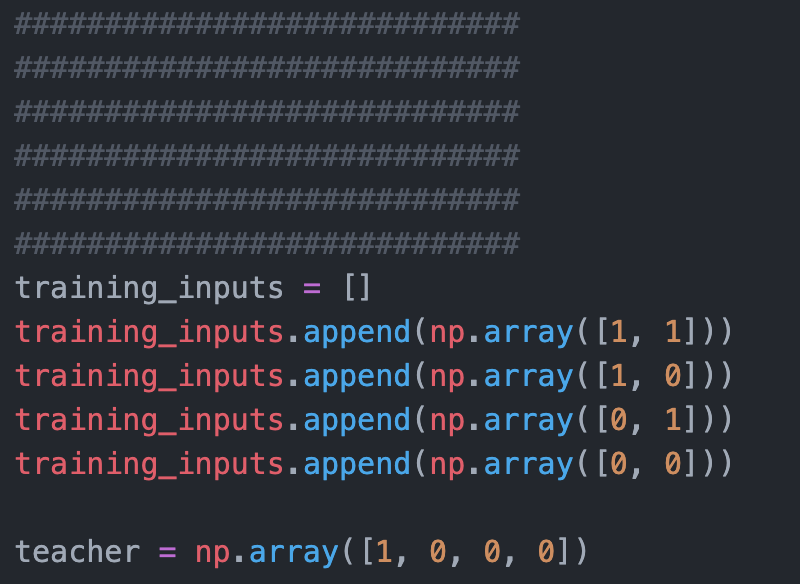 ############################
############################
############################
############################
############################
############################
training_inputs = []
training_inputs.append(np.array([1, 1]))
training_inputs.append(np.array([1, 0]))
training_inputs.append(np.array([0, 1]))
training_inputs.append(np.array([0, 0]))
teacher = np.array([1, 0, 0, 0])